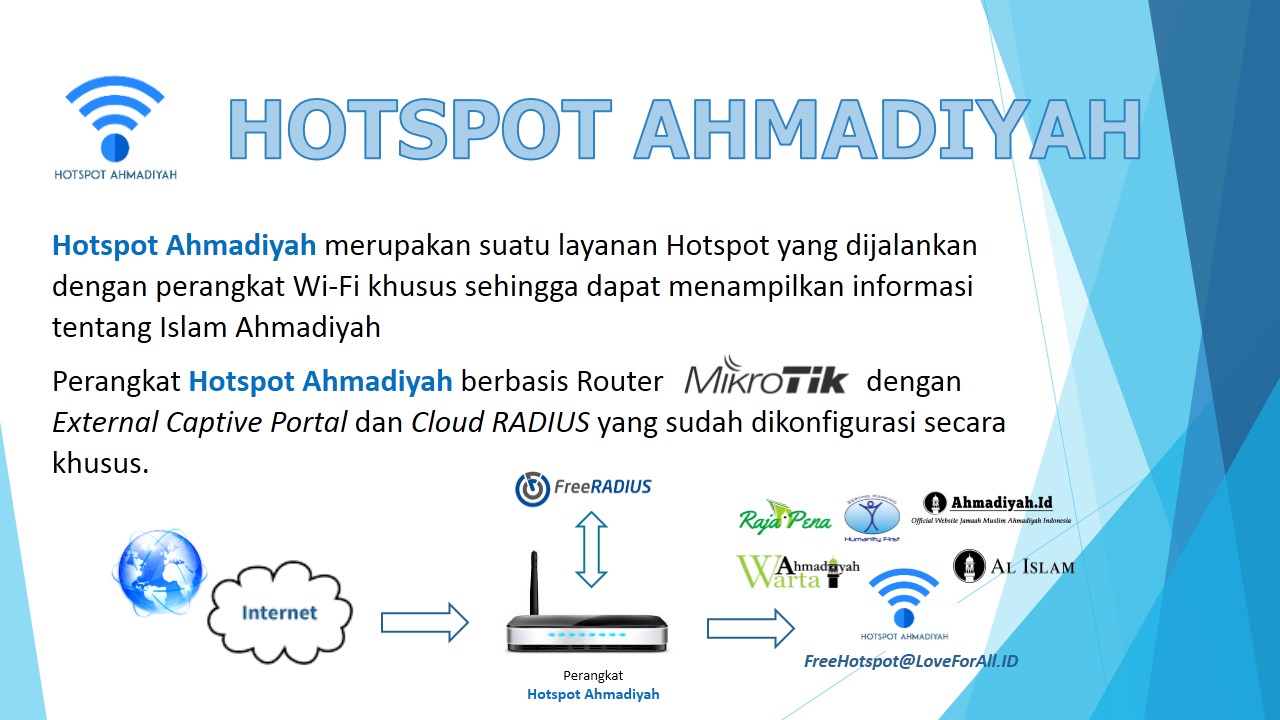 HOTSPOT AHMADIYAH
HOTSPOT AHMADIYAH
Hotspot Ahmadiyah merupakan suatu layanan Hotspot yang dijalankan
dengan perangkat Wi-Fi khusus sehingga dapat menampilkan informasi
tentang Islam Ahmadiyah
Perangkat Hotspot Ahmadiyah berbasis Router MikroTik dengan
External Captive Portal dan Cloud RADIUS yang sudah dikonfigurasi secara
khusus.
FreeRADIUS
Internet
Perangkat
Hotspot Ahmadiyah
Raja Pena
SERVING MANKIND
Humanity First
Ahmadiyah.Id
Official Website Jamaah Muslim Ahmadiyah Indonesia
Warta Ahmadiyah
AL ISLAM
HOTSPOT AHMADIYAH
FreeHotspot@LoveForAll.ID